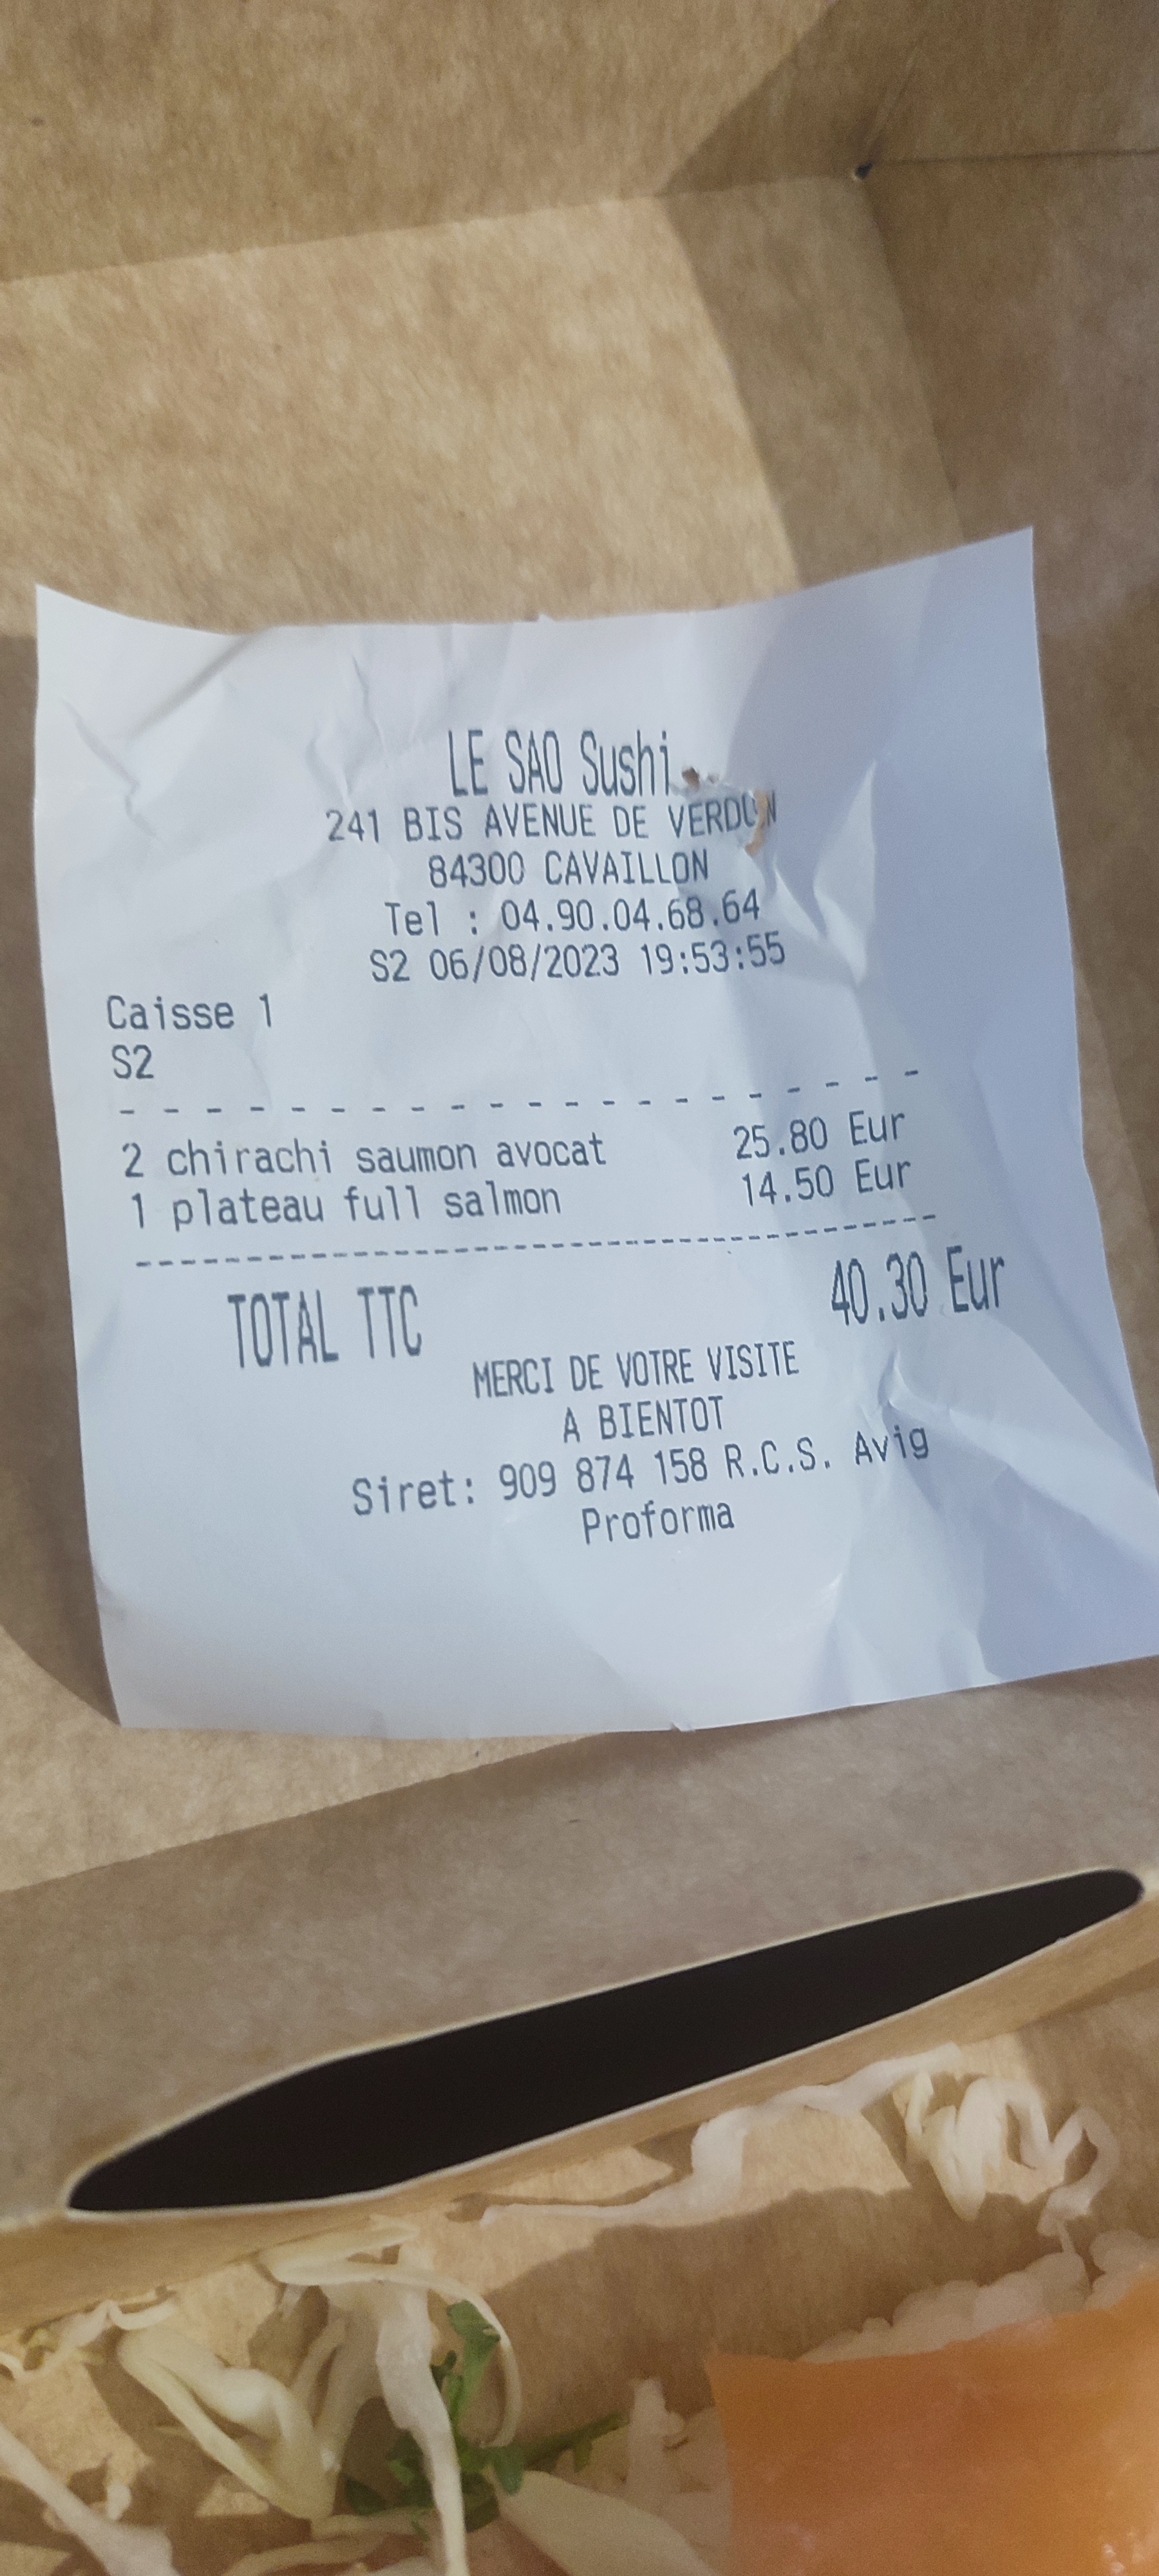 LE SAO Sushi
241 BIS AVENUE DE VERDUN
84300 CAVAILLON
Tel : 04.90.04.68.64
S2 06/08/2023 19:53:55
Caisse 1
S2
- - - - - - - - - - - - - - - - - - - -
2 chirachi saumon avocat 25.80 Eur
1 plateau full salmon 14.50 Eur
----------------------------------------
TOTAL TTC 40.30 Eur
MERCI DE VOTRE VISITE
A BIENTOT
Siret: 909 874 158 R.C.S. Avig
Proforma